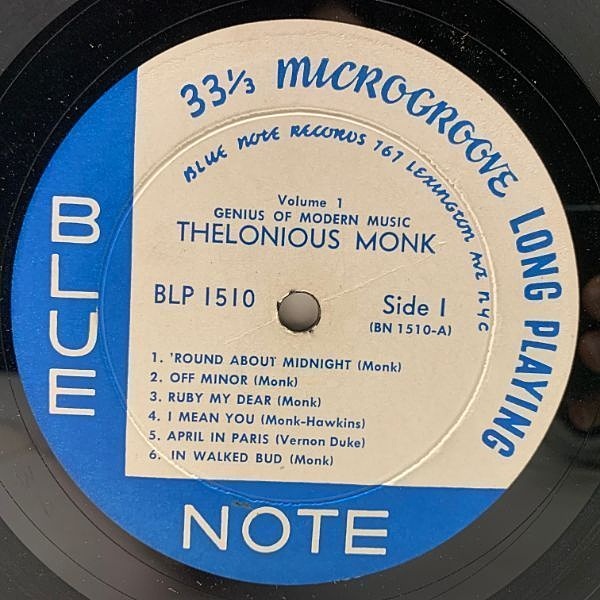 33⅓ MICROGROOVE LONG PLAYING
BLUE NOTE RECORDS 767 LEXINGTON AVE NYC
Volume 1
GENIUS OF MODERN MUSIC
THELONIOUS MONK
BLP 1510
Side 1
(BN 1510-A)
1. 'ROUND ABOUT MIDNIGHT (Monk)
2. OFF MINOR (Monk)
3. RUBY MY DEAR (Monk)
4. I MEAN YOU (Monk-Hawkins)
5. APRIL IN PARIS (Vernon Duke)
6. IN WALKED BUD (Monk)
BLUE
NOTE